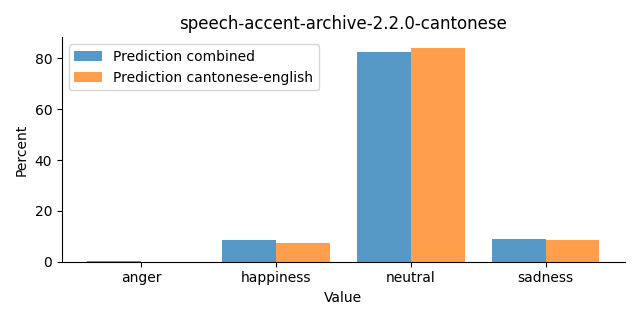 speech-accent-archive-2.2.0-cantonese
Prediction combined
Prediction cantonese-english
Percent
80
60
40
20
0
anger happiness neutral sadness
Value